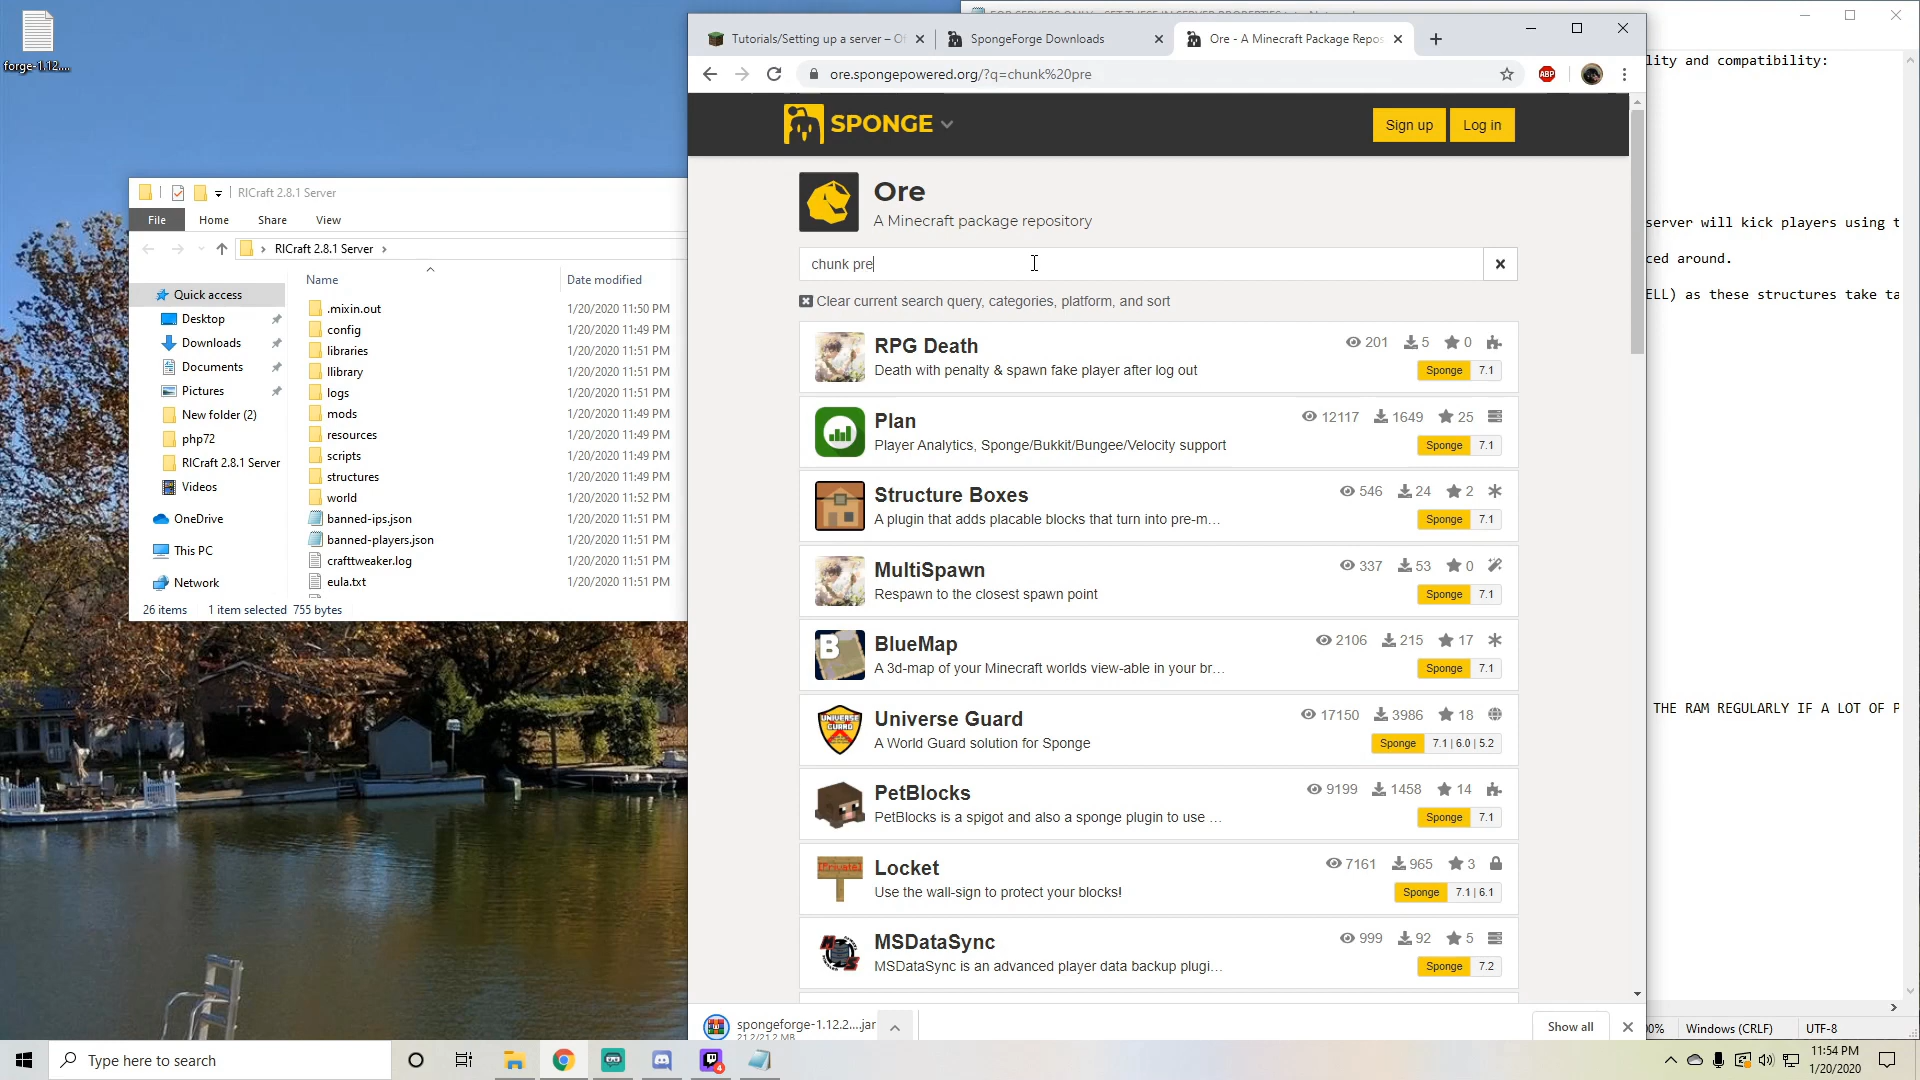 forge-1.12....
Tutorials/Setting up a server – Of
SpongeForge Downloads
Ore - A Minecraft Package Repos
ore.spongepowered.org/?q=chunk%20pre
ABP
SPONGE
Sign up
Log in
Ore
A Minecraft package repository
chunk pre
Clear current search query, categories, platform, and sort
RPG Death
201 5 0
Death with penalty & spawn fake player after log out
Sponge 7.1
Plan
12117 1649 25
Player Analytics, Sponge/Bukkit/Bungee/Velocity support
Sponge 7.1
Structure Boxes
546 24 2
A plugin that adds placable blocks that turn into pre-m...
Sponge 7.1
MultiSpawn
337 53 0
Respawn to the closest spawn point
Sponge 7.1
B
BlueMap
2106 215 17
A 3d-map of your Minecraft worlds view-able in your br...
Sponge 7.1
UNIVERSE GUARD
Universe Guard
17150 3986 18
A World Guard solution for Sponge
Sponge 7.1 | 6.0 | 5.2
PetBlocks
9199 1458 14
PetBlocks is a spigot and also a sponge plugin to use ...
Sponge 7.1
[Private]
Locket
7161 965 3
Use the wall-sign to protect your blocks!
Sponge 7.1 | 6.1
MSDataSync
999 92 5
MSDataSync is an advanced player data backup plugi...
Sponge 7.2
spongeforge-1.12.2....jar
21.2/21.2 MB
Show all
RICraft 2.8.1 Server
File Home Share View
RICraft 2.8.1 Server
Name Date modified
Quick access
Desktop
Downloads
Documents
Pictures
New folder (2)
php72
RICraft 2.8.1 Server
Videos
OneDrive
This PC
Network
.mixin.out 1/20/2020 11:50 PM
config 1/20/2020 11:49 PM
libraries 1/20/2020 11:51 PM
llibrary 1/20/2020 11:51 PM
logs 1/20/2020 11:51 PM
mods 1/20/2020 11:49 PM
resources 1/20/2020 11:49 PM
scripts 1/20/2020 11:49 PM
structures 1/20/2020 11:49 PM
world 1/20/2020 11:52 PM
banned-ips.json 1/20/2020 11:51 PM
banned-players.json 1/20/2020 11:51 PM
crafttweaker.log 1/20/2020 11:51 PM
eula.txt 1/20/2020 11:51 PM
26 items 1 item selected 755 bytes
lity and compatibility:
server will kick players using t
ced around.
ELL) as these structures take ta
THE RAM REGULARLY IF A LOT OF P
0% Windows (CRLF) UTF-8
Type here to search
4
11:54 PM
1/20/2020